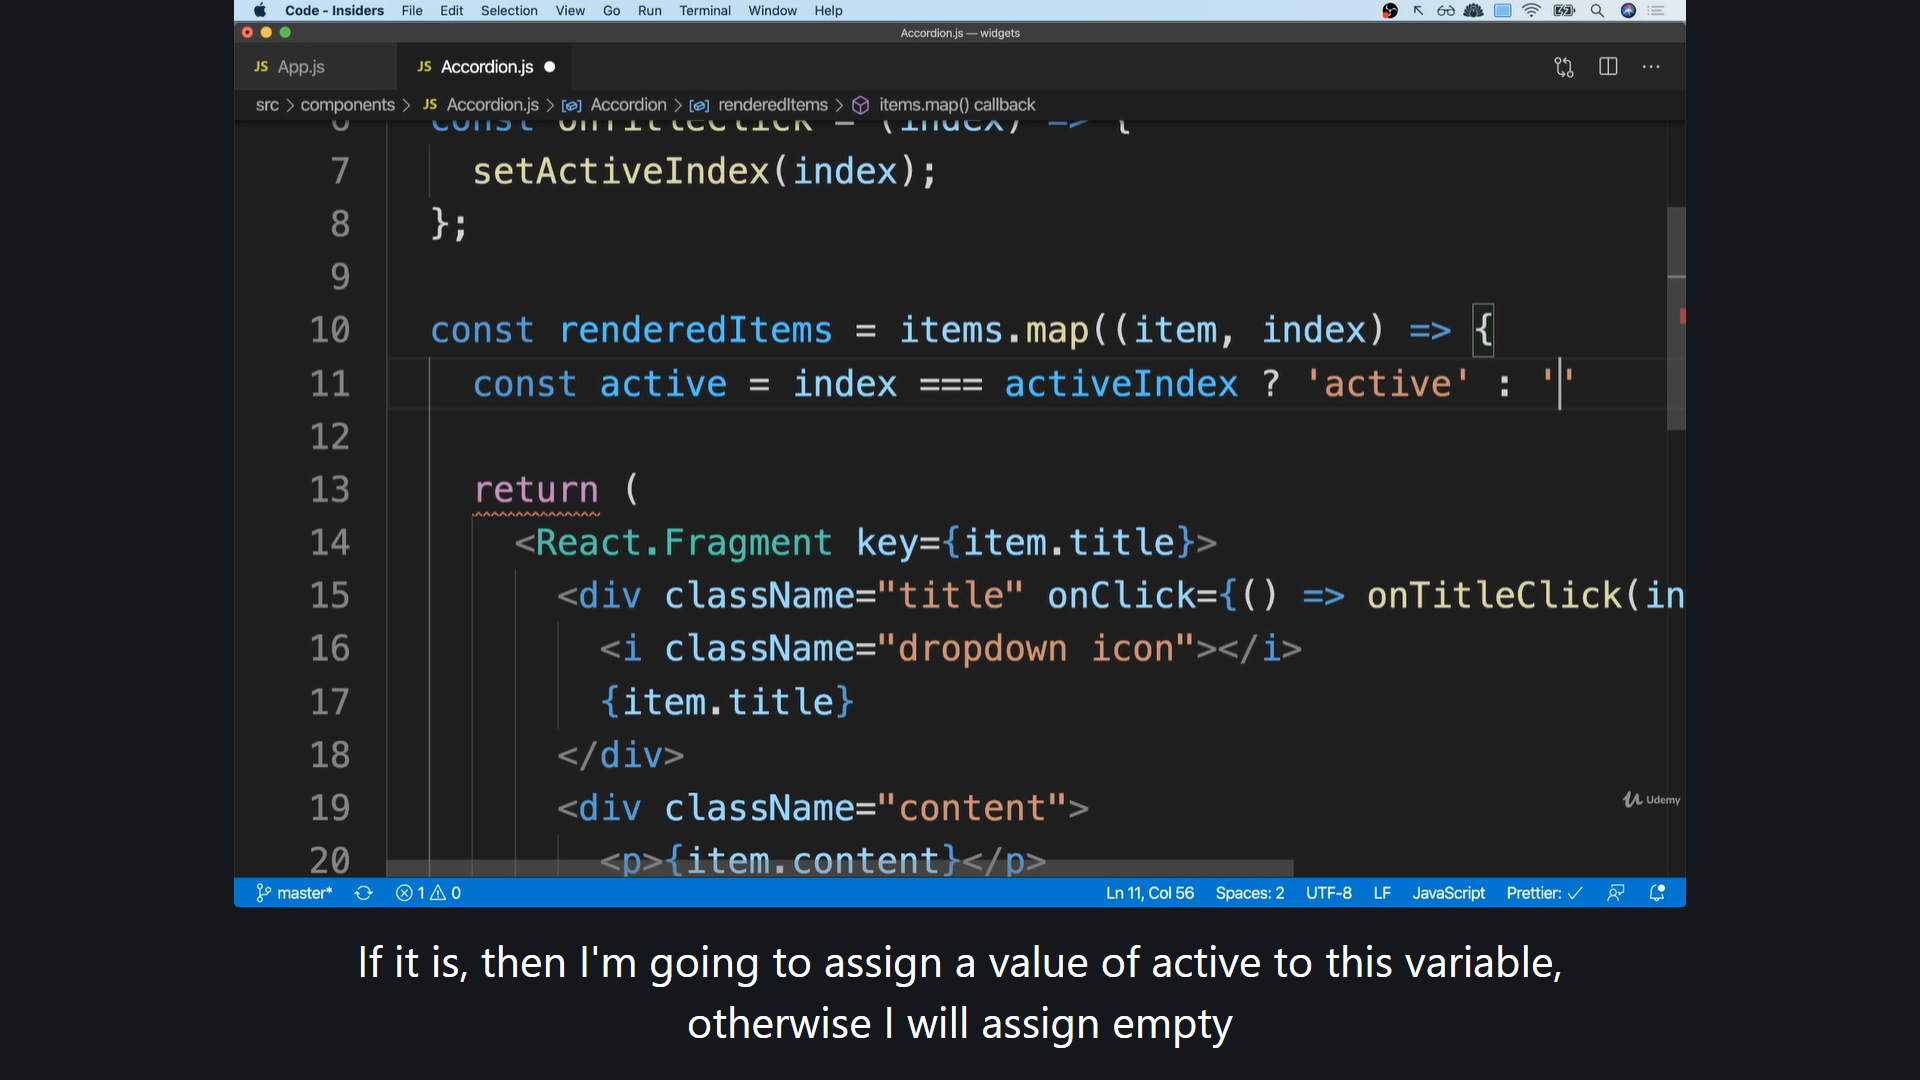 Code - Insiders File Edit Selection View Go Run Terminal Window Help
Accordion.js — widgets
JS App.js JS Accordion.js
src > components > JS Accordion.js > Accordion > renderedItems > items.map() callback
6 const onTitleClick = (index) => {
7 setActiveIndex(index);
8 };
9
10 const renderedItems = items.map((item, index) => {
11 const active = index === activeIndex ? 'active' : ''
12
13 return (
14 <React.Fragment key={item.title}>
15 <div className="title" onClick={() => onTitleClick(in
16 <i className="dropdown icon"></i>
17 {item.title}
18 </div>
19 <div className="content">
20 <p>{item.content}</p>
Udemy
master* 1 0 Ln 11, Col 56 Spaces: 2 UTF-8 LF JavaScript Prettier: ✓
If it is, then I'm going to assign a value of active to this variable,
otherwise I will assign empty